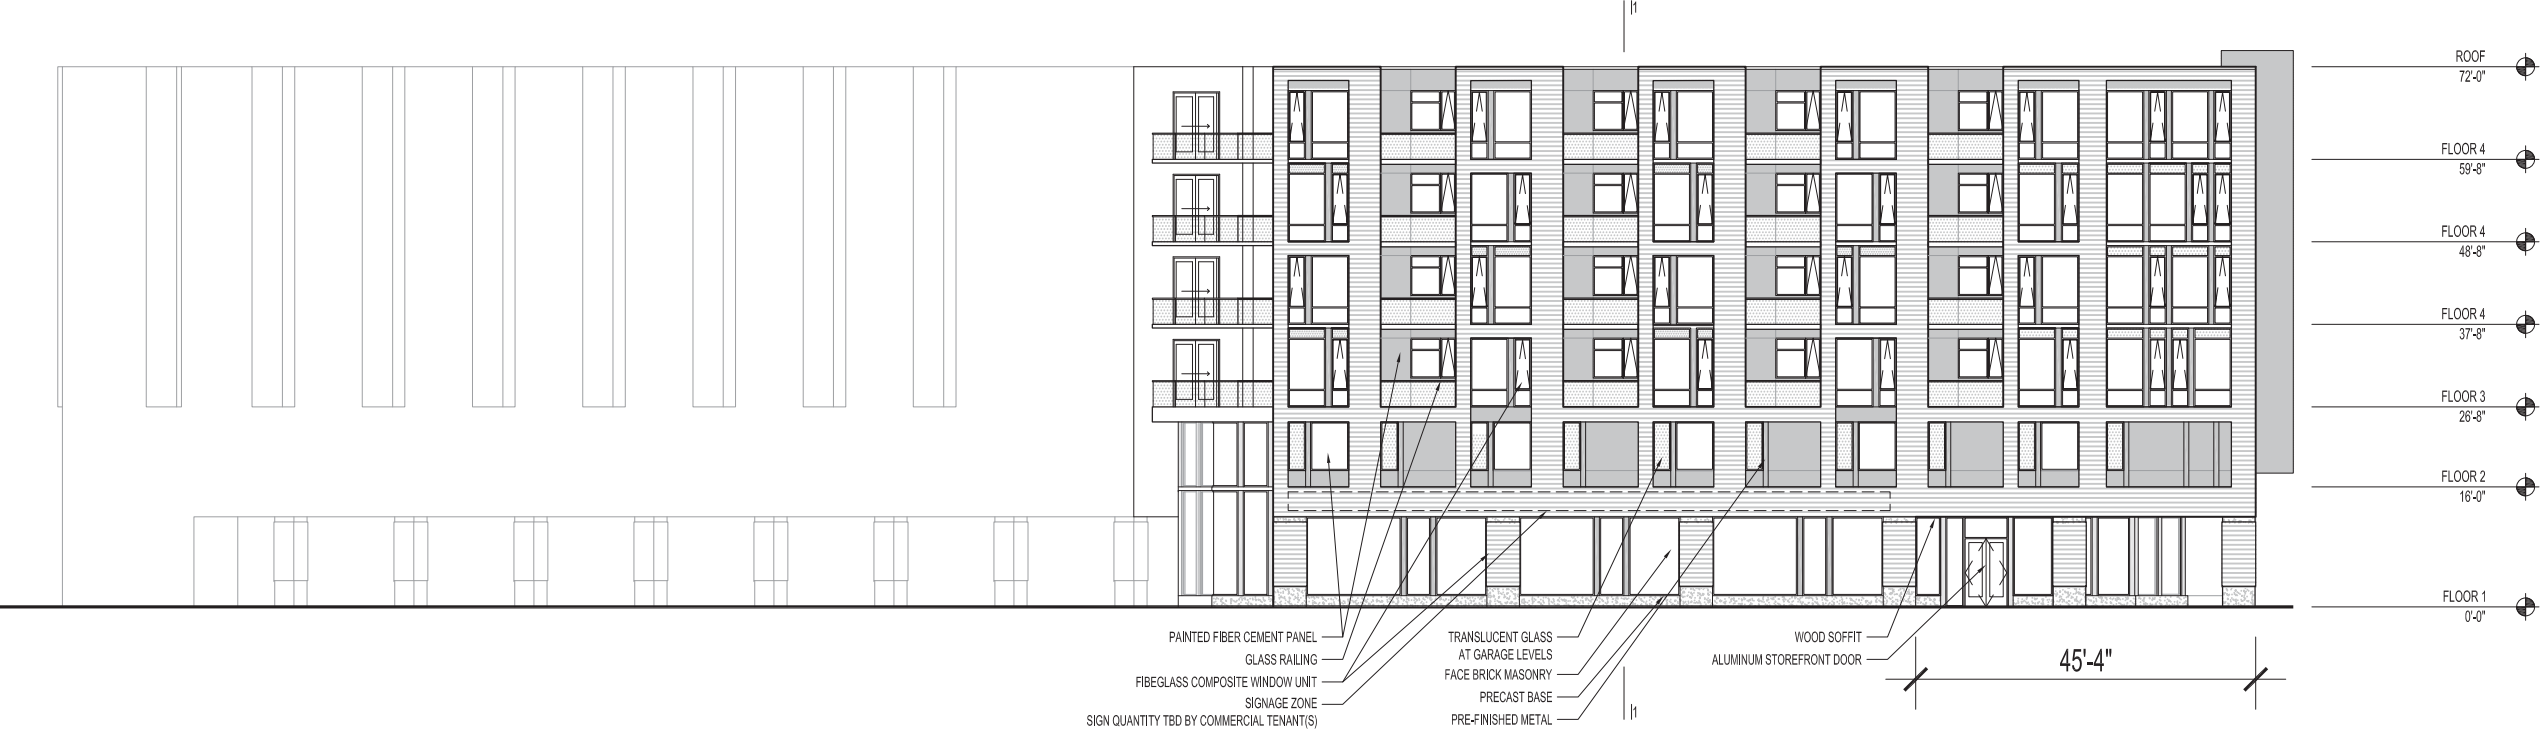 1
ROOF
72'-0"
FLOOR 4
59'-8"
FLOOR 4
48'-8"
FLOOR 4
37'-8"
FLOOR 3
26'-8"
FLOOR 2
16'-0"
FLOOR 1
0'-0"
PAINTED FIBER CEMENT PANEL
GLASS RAILING
FIBEGLASS COMPOSITE WINDOW UNIT
SIGNAGE ZONE
SIGN QUANTITY TBD BY COMMERCIAL TENANT(S)
TRANSLUCENT GLASS
AT GARAGE LEVELS
FACE BRICK MASONRY
PRECAST BASE
PRE-FINISHED METAL
1
WOOD SOFFIT
ALUMINUM STOREFRONT DOOR
45'-4"